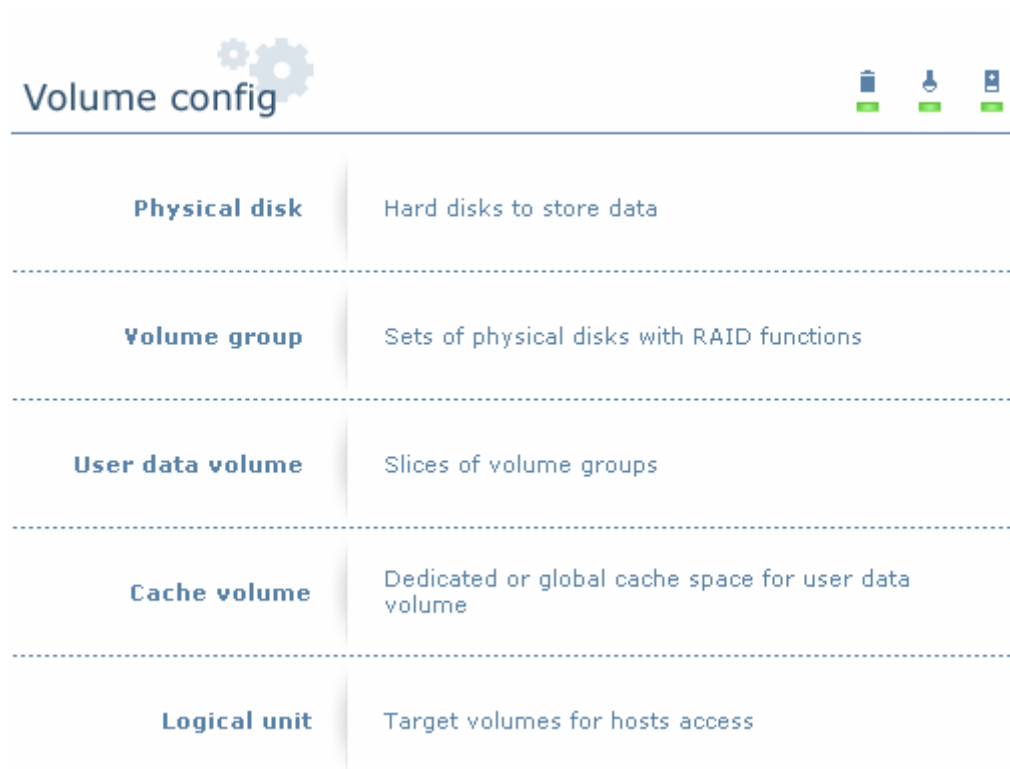 Volume config
Physical disk
Hard disks to store data
Volume group
Sets of physical disks with RAID functions
User data volume
Slices of volume groups
Cache volume
Dedicated or global cache space for user data
volume
Logical unit
Target volumes for hosts access